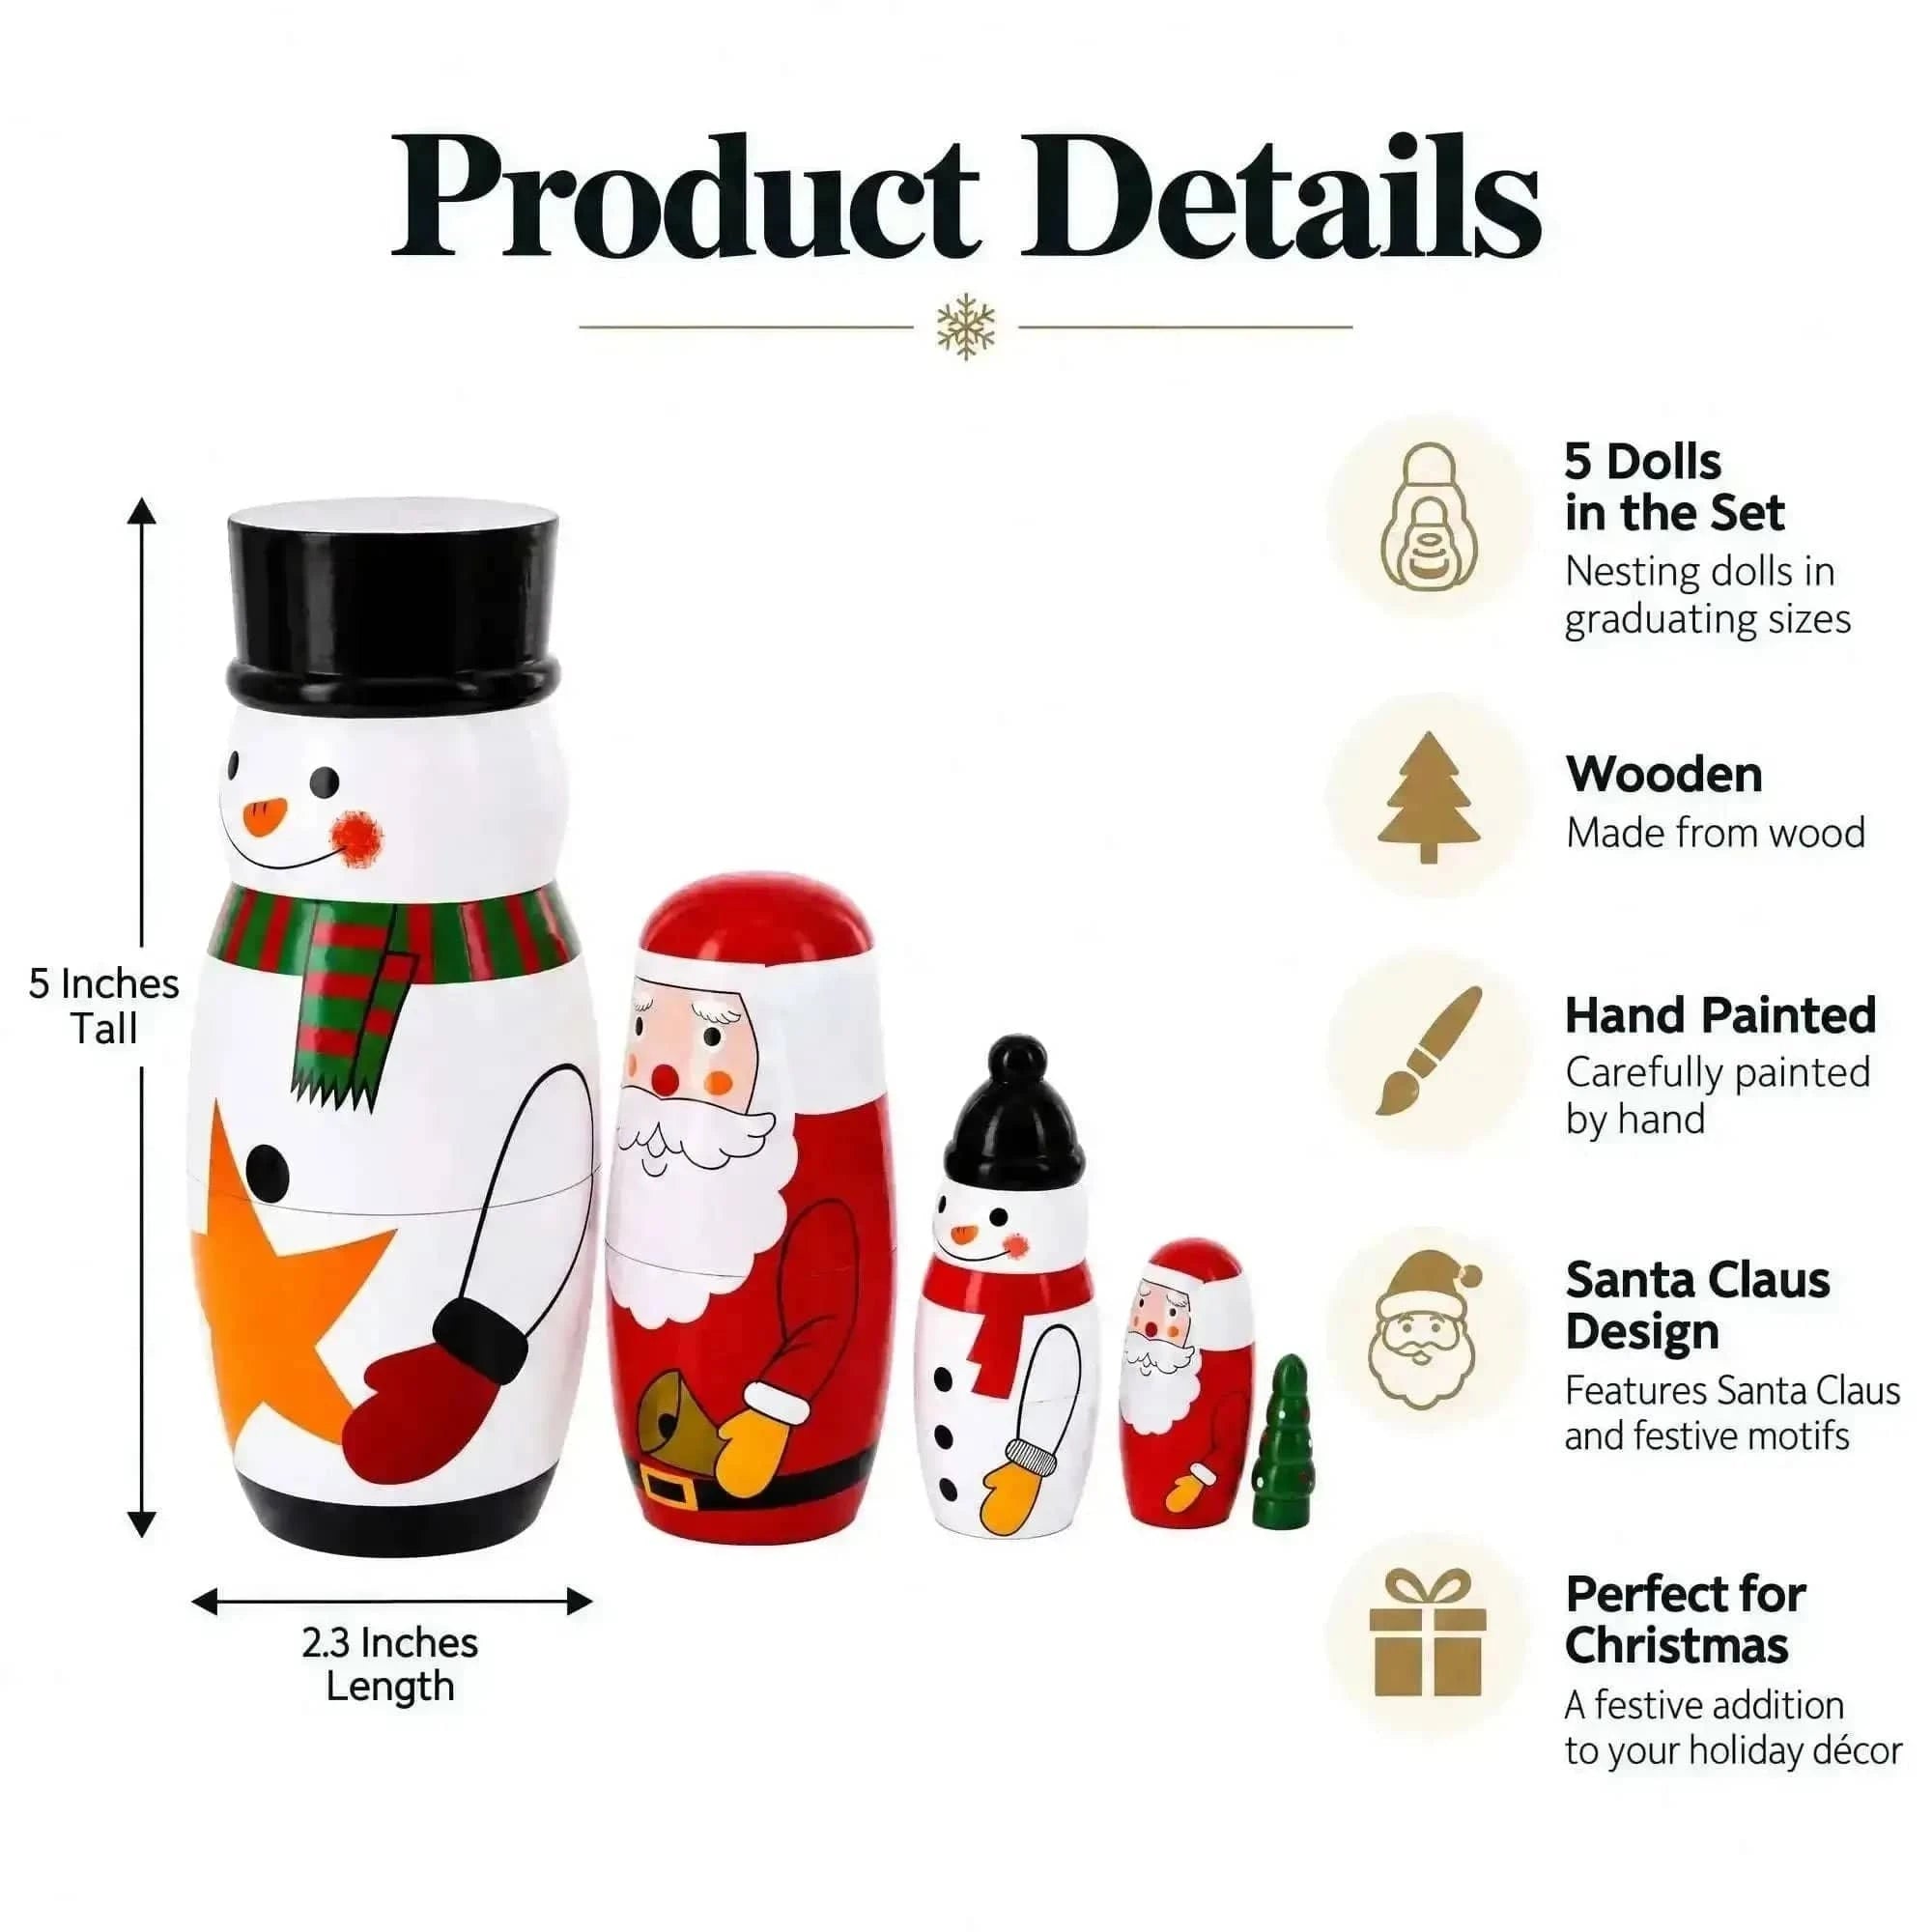 Product Details
5 Dolls
in the Set
Nesting dolls in
graduating sizes
Wooden
Made from wood
Hand Painted
Carefully painted
by hand
Santa Claus
Design
Features Santa Claus
and festive motifs
Perfect for
Christmas
A festive addition
to your holiday décor
5 Inches
Tall
2.3 Inches
Length